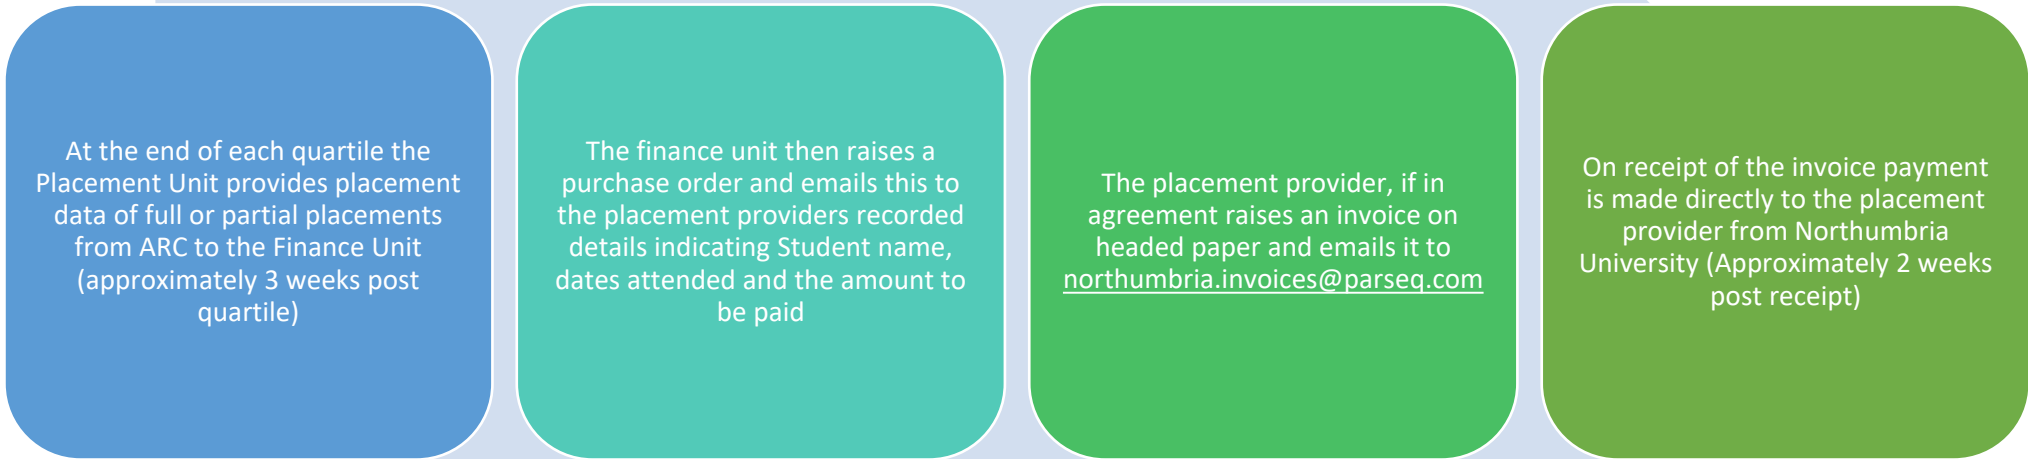 At the end of each quartile the
Placement Unit provides placement
data of full or partial placements
from ARC to the Finance Unit
(approximately 3 weeks post
quartile)
The finance unit then raises a
purchase order and emails this to
the placement providers recorded
details indicating Student name,
dates attended and the amount to
be paid
The placement provider, if in
agreement raises an invoice on
headed paper and emails it to
northumbria.invoices@parseq.com
On receipt of the invoice payment
is made directly to the placement
provider from Northumbria
University (Approximately 2 weeks
post receipt)